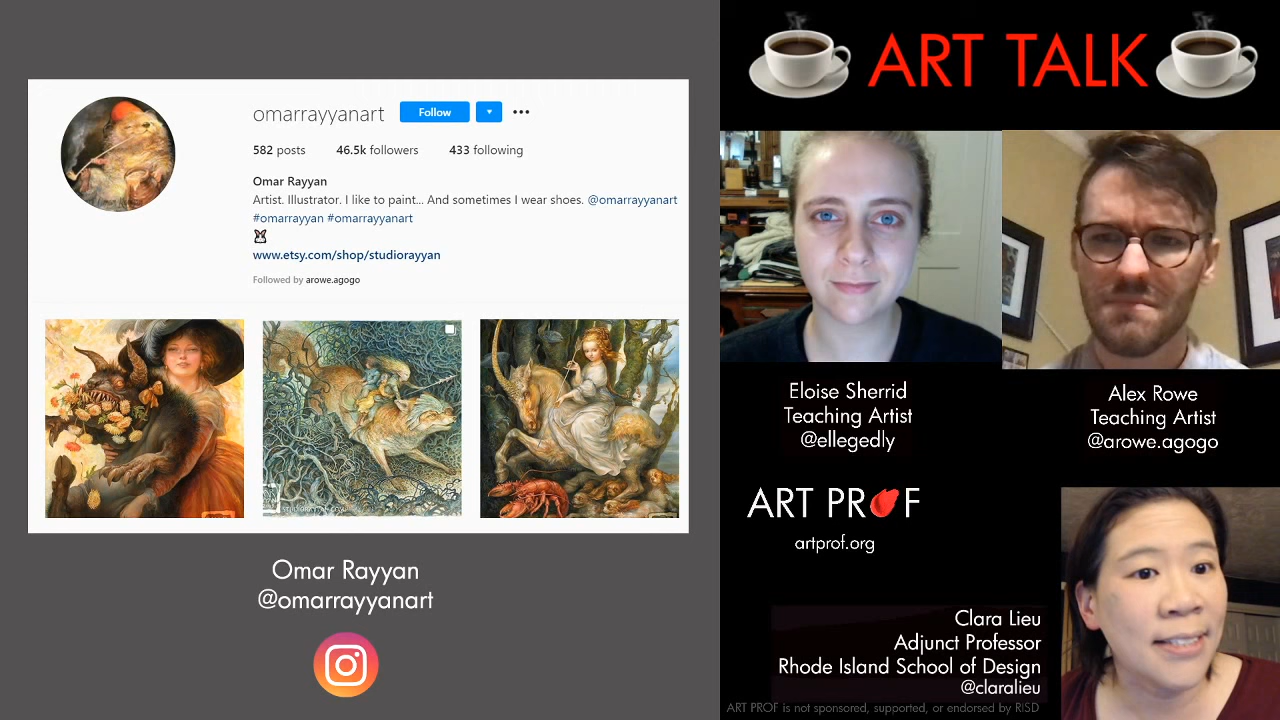 omarrayyanart Follow
582 posts 46.5k followers 433 following
Omar Rayyan
Artist. Illustrator. I like to paint... And sometimes I wear shoes. @omarrayyanart
#omarrayyan #omarrayyanart
www.etsy.com/shop/studiorayyan
Followed by arowe.agogo
Omar Rayyan
@omarrayyanart
ART TALK
Eloise Sherrid
Teaching Artist
@ellegedly
Alex Rowe
Teaching Artist
@arowe.agogo
ART PROF
artprof.org
Clara Lieu
Adjunct Professor
Rhode Island School of Design
@claralieu
ART PROF is not sponsored, supported, or endorsed by RISD